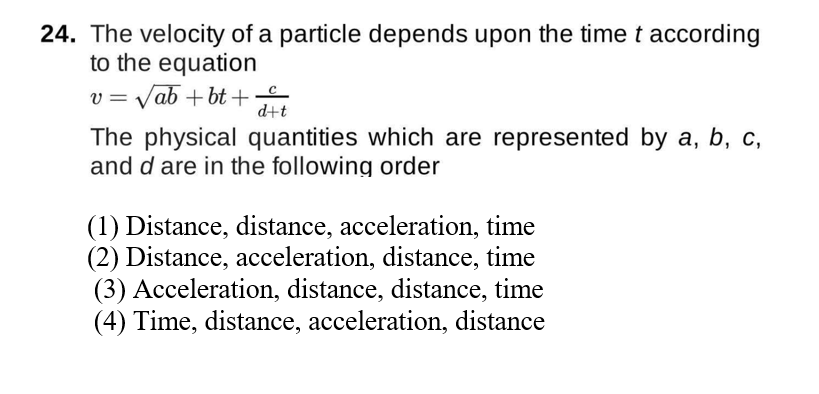 24. The velocity of a particle depends upon the time t according
to the equation
v = √ab + bt + c/(d+t)
The physical quantities which are represented by a, b, c,
and d are in the following order
(1) Distance, distance, acceleration, time
(2) Distance, acceleration, distance, time
(3) Acceleration, distance, distance, time
(4) Time, distance, acceleration, distance